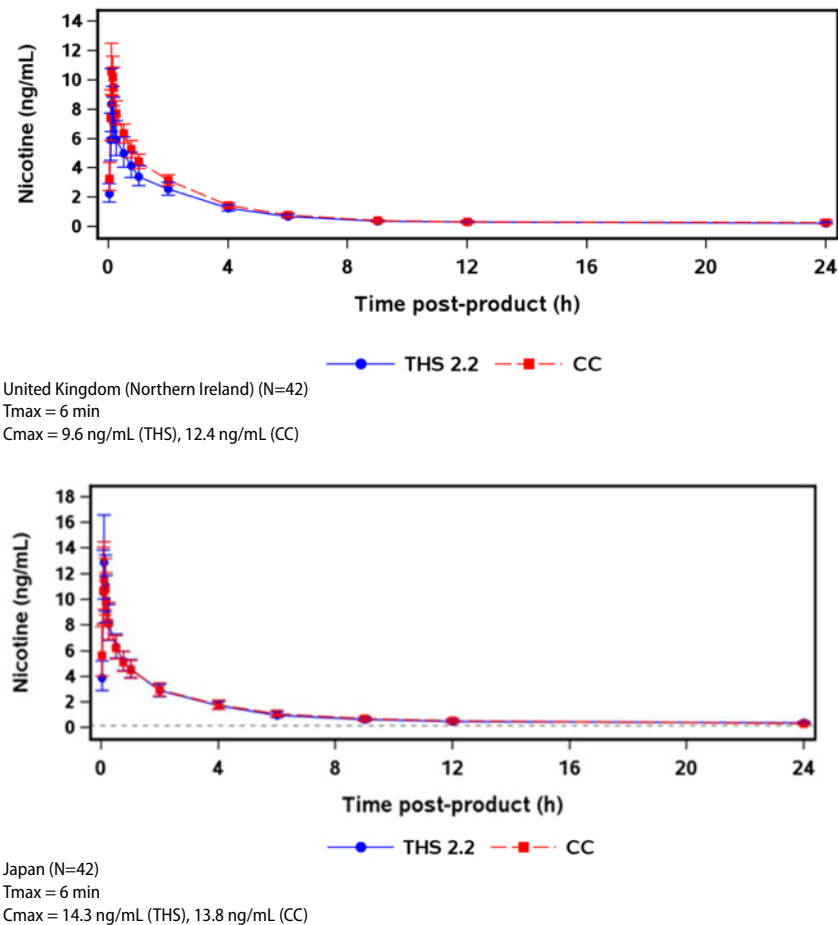 14
12
10
8
6
4
2
0
Nicotine (ng/mL)
0 4 8 12 16 20 24
Time post-product (h)
THS 2.2 CC
United Kingdom (Northern Ireland) (N=42)
Tmax = 6 min
Cmax = 9.6 ng/mL (THS), 12.4 ng/mL (CC)
18
16
14
12
10
8
6
4
2
0
Nicotine (ng/mL)
0 4 8 12 16 20 24
Time post-product (h)
THS 2.2 CC
Japan (N=42)
Tmax = 6 min
Cmax = 14.3 ng/mL (THS), 13.8 ng/mL (CC)